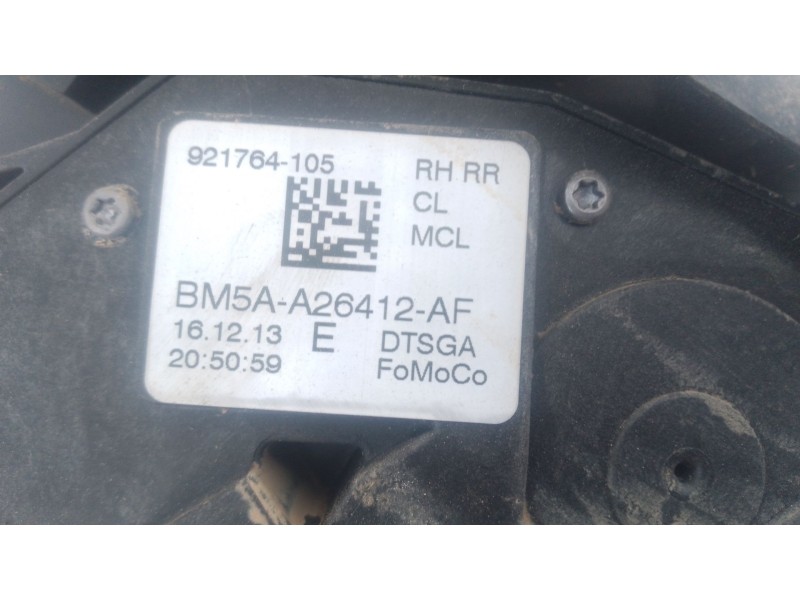 921764-105 RH RR
CL
MCL
BM5A-A26412-AF
16.12.13 E DTSGA
20:50:59 FoMoCo